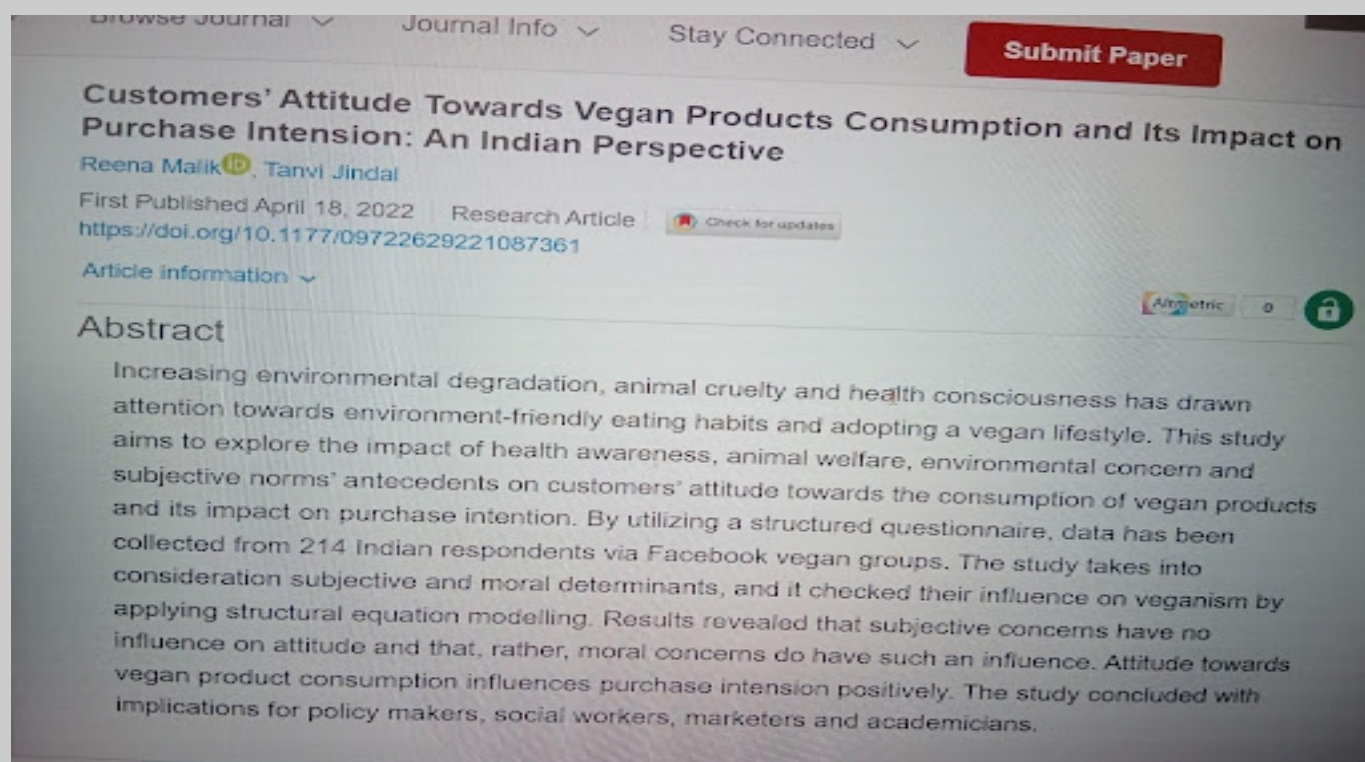 Browse Journal
Journal Info
Stay Connected
Submit Paper
Customers' Attitude Towards Vegan Products Consumption and Its Impact on
Purchase Intension: An Indian Perspective
Reena Malik iD, Tanvi Jindal
First Published April 18, 2022 Research Article Check for updates
https://doi.org/10.1177/09722629221087361
Article information
Altmetric 0
Abstract
Increasing environmental degradation, animal cruelty and health consciousness has drawn
attention towards environment-friendly eating habits and adopting a vegan lifestyle. This study
aims to explore the impact of health awareness, animal welfare, environmental concern and
subjective norms' antecedents on customers' attitude towards the consumption of vegan products
and its impact on purchase intention. By utilizing a structured questionnaire, data has been
collected from 214 Indian respondents via Facebook vegan groups. The study takes into
consideration subjective and moral determinants, and it checked their influence on veganism by
applying structural equation modelling. Results revealed that subjective concerns have no
influence on attitude and that, rather, moral concerns do have such an influence. Attitude towards
vegan product consumption influences purchase intension positively. The study concluded with
implications for policy makers, social workers, marketers and academicians.